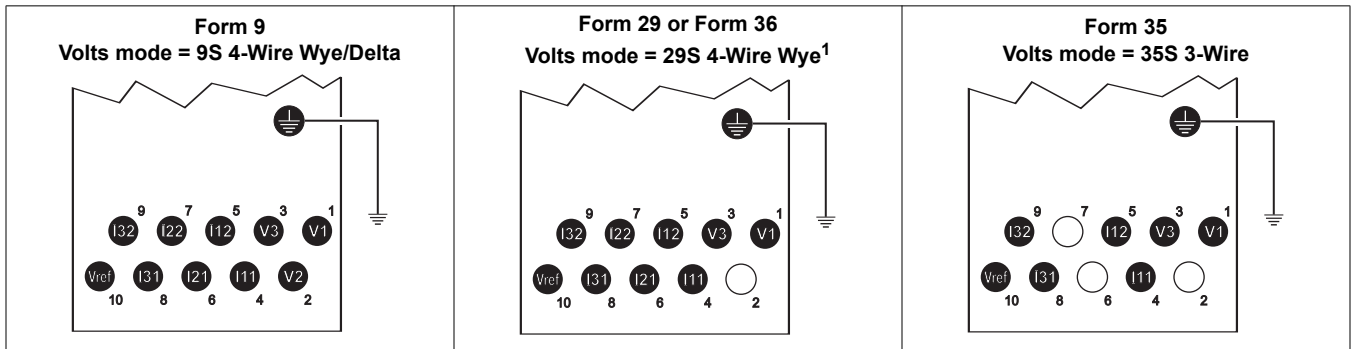 Form 9
Volts mode = 9S 4-Wire Wye/Delta
9 7 5 3 1
I32 I22 I12 V3 V1
Vref I31 I21 I11 V2
10 8 6 4 2
Form 29 or Form 36
Volts mode = 29S 4-Wire Wye1
9 7 5 3 1
I32 I22 I12 V3 V1
Vref I31 I21 I11
10 8 6 4 2
Form 35
Volts mode = 35S 3-Wire
9 7 5 3 1
I32 I12 V3 V1
Vref I31 I11
10 8 6 4 2